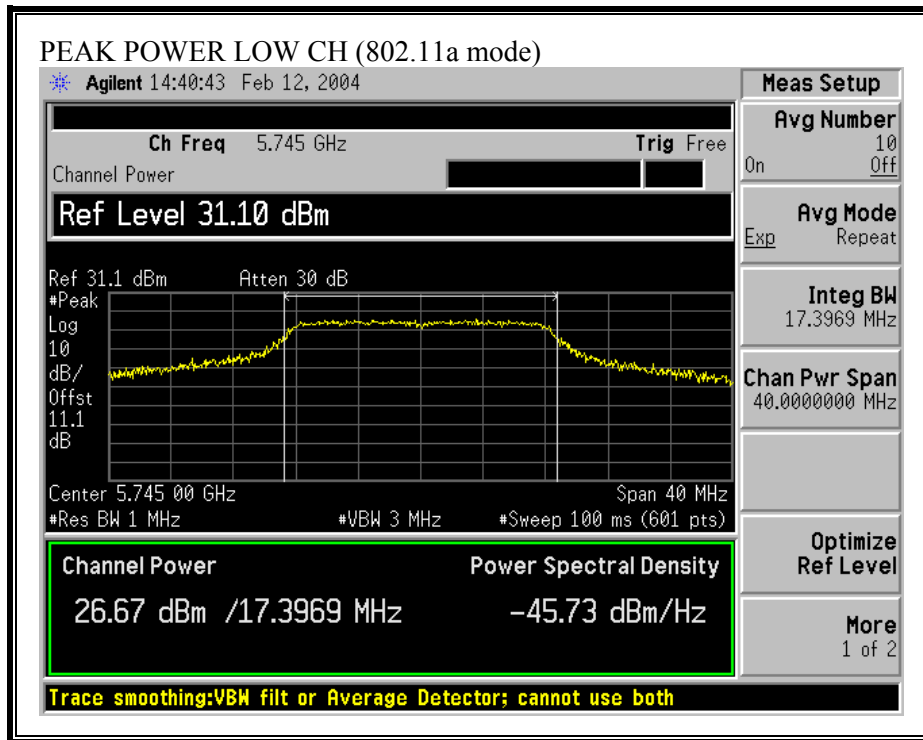 PEAK POWER LOW CH (802.11a mode)
Agilent 14:40:43 Feb 12, 2004
Meas Setup
Ch Freq 5.745 GHz Trig Free
Channel Power
Ref Level 31.10 dBm
Avg Number
10
On Off
Avg Mode
Exp Repeat
Integ BW
17.3969 MHz
Chan Pwr Span
40.0000000 MHz
Optimize
Ref Level
More
1 of 2
Ref 31.1 dBm Atten 30 dB
#Peak
Log
10
dB/
Offst
11.1
dB
Center 5.745 00 GHz Span 40 MHz
#Res BW 1 MHz #VBW 3 MHz #Sweep 100 ms (601 pts)
Channel Power Power Spectral Density
26.67 dBm /17.3969 MHz -45.73 dBm/Hz
Trace smoothing:VBW filt or Average Detector; cannot use both